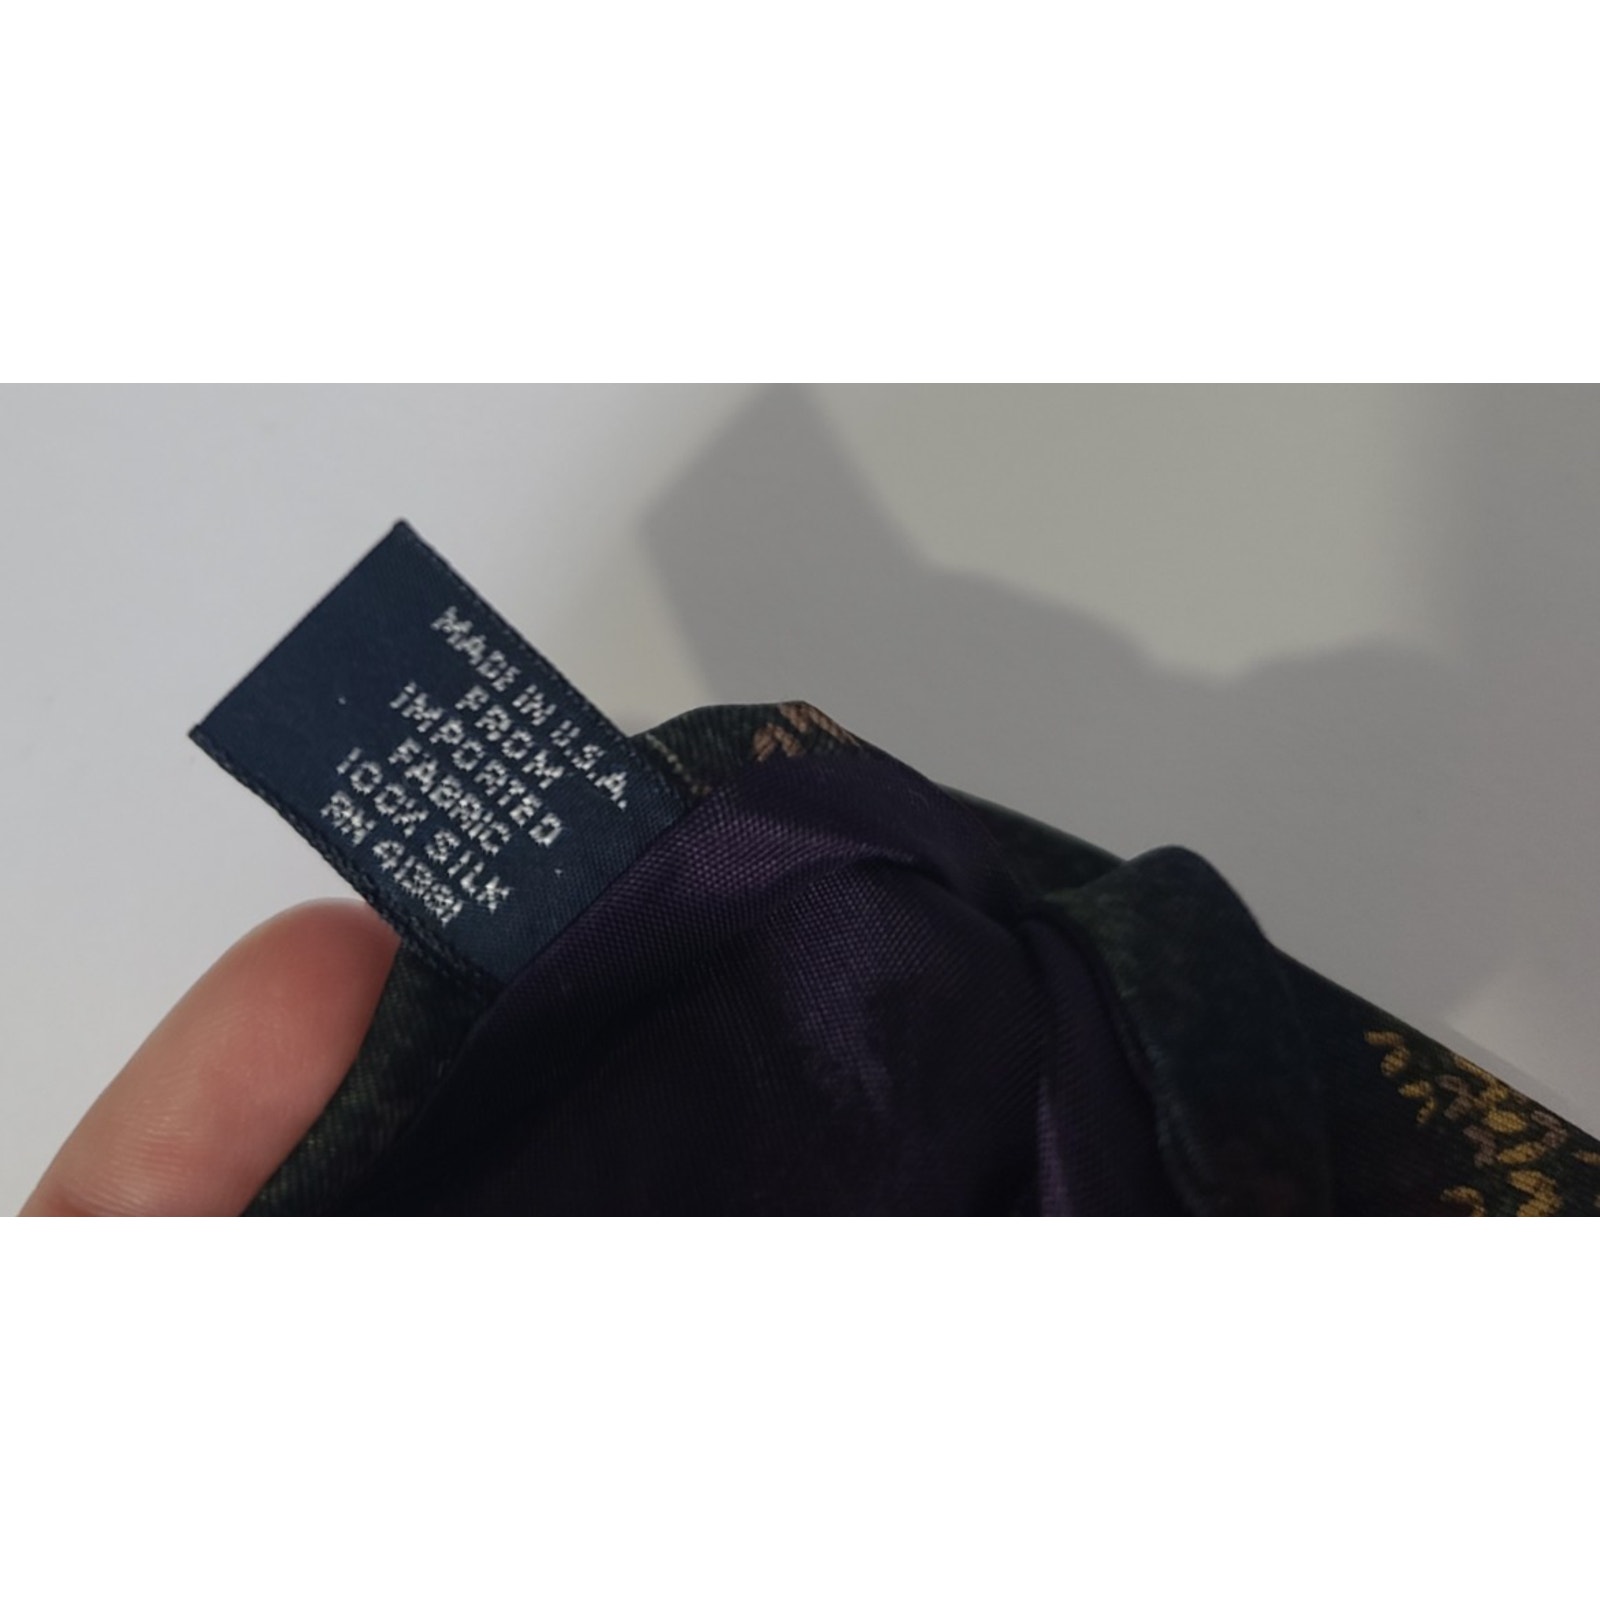 MADE IN U.S.A.
FROM
IMPORTED
FABRIC
100% SILK
RN 41381